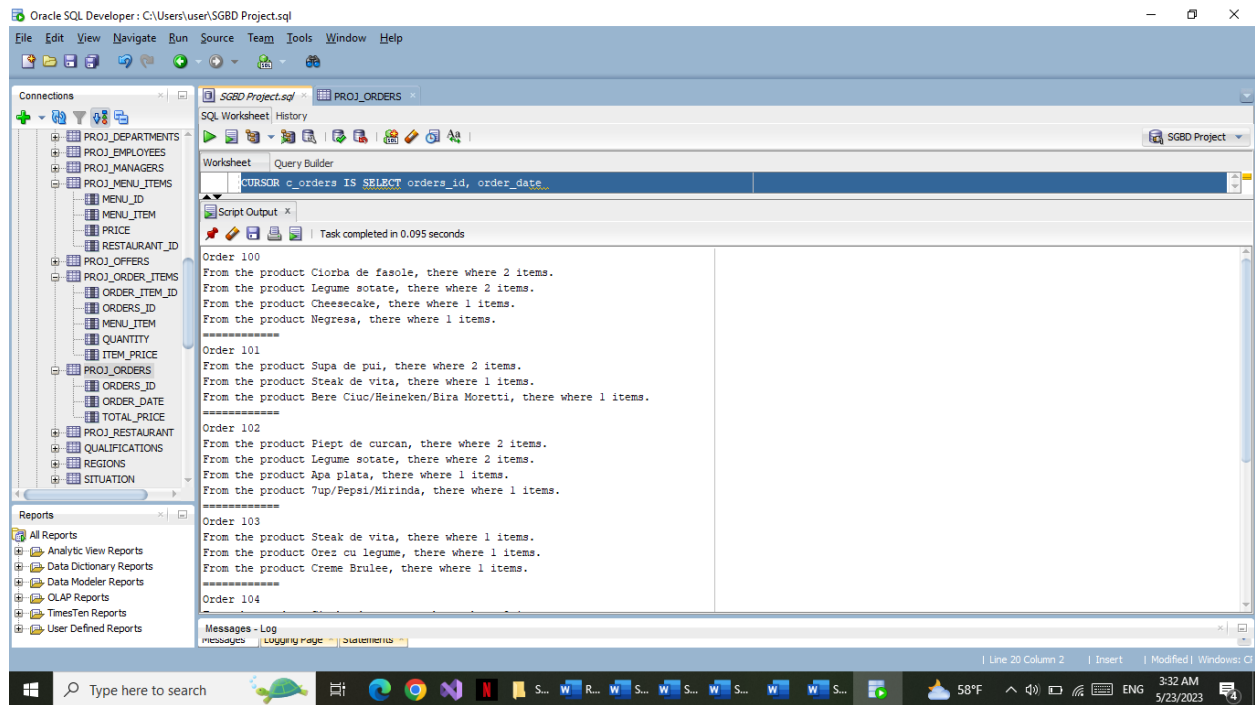 Oracle SQL Developer : C:\Users\user\SGBD Project.sql
File Edit View Navigate Run Source Team Tools Window Help
Connections
PROJ_DEPARTMENTS
PROJ_EMPLOYEES
PROJ_MANAGERS
PROJ_MENU_ITEMS
MENU_ID
MENU_ITEM
PRICE
RESTAURANT_ID
PROJ_OFFERS
PROJ_ORDER_ITEMS
ORDER_ITEM_ID
ORDERS_ID
MENU_ITEM
QUANTITY
ITEM_PRICE
PROJ_ORDERS
ORDERS_ID
ORDER_DATE
TOTAL_PRICE
PROJ_RESTAURANT
QUALIFICATIONS
REGIONS
SITUATION
Reports
All Reports
Analytic View Reports
Data Dictionary Reports
Data Modeler Reports
OLAP Reports
TimesTen Reports
User Defined Reports
SGBD Project.sql PROJ_ORDERS
SQL Worksheet History
SGBD Project
Worksheet Query Builder
CURSOR c_orders IS SELECT orders_id, order_date
Script Output
Task completed in 0.095 seconds
Order 100
From the product Ciorba de fasole, there where 2 items.
From the product Legume sotate, there where 2 items.
From the product Cheesecake, there where 1 items.
From the product Negresa, there where 1 items.
============
Order 101
From the product Supa de pui, there where 2 items.
From the product Steak de vita, there where 1 items.
From the product Bere Ciuc/Heineken/Bira Moretti, there where 1 items.
============
Order 102
From the product Piept de curcan, there where 2 items.
From the product Legume sotate, there where 2 items.
From the product Apa plata, there where 1 items.
From the product 7up/Pepsi/Mirinda, there where 1 items.
============
Order 103
From the product Steak de vita, there where 1 items.
From the product Orez cu legume, there where 1 items.
From the product Creme Brulee, there where 1 items.
============
Order 104
Messages - Log
Messages Logging Page Statements
Line 20 Column 2 Insert Modified Windows: CF
Type here to search
S... R... S... S... S... S...
58°F ENG
3:32 AM
5/23/2023